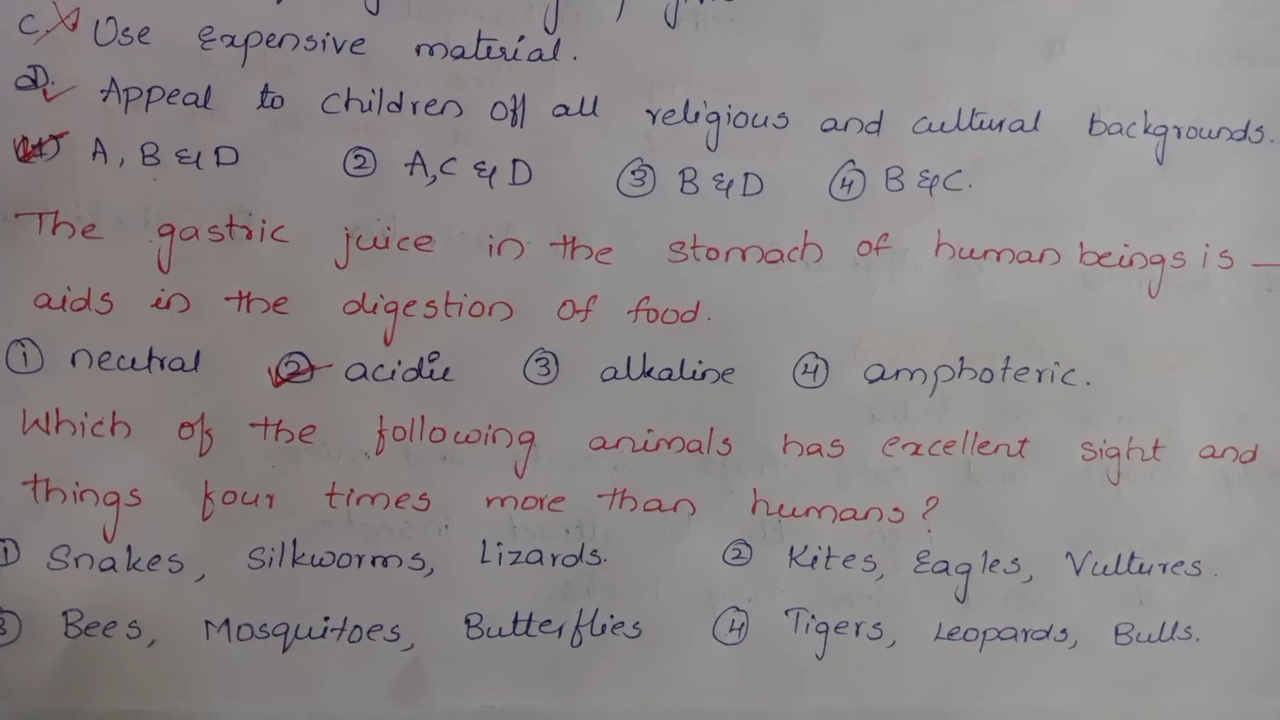 C. Use expensive material.
D. Appeal to children off all religious and cultural backgrounds.
(1) A, B & D (2) A, C & D (3) B & D (4) B & C.
The gastric juice in the stomach of human beings is —
aids in the digestion of food.
(1) neutral (2) acidic (3) alkaline (4) amphoteric.
Which of the following animals has excellent sight and
things four times more than humans?
(1) Snakes, Silkworms, Lizards. (2) Kites, Eagles, Vultures.
(3) Bees, Mosquitoes, Butterflies (4) Tigers, Leopards, Bulls.